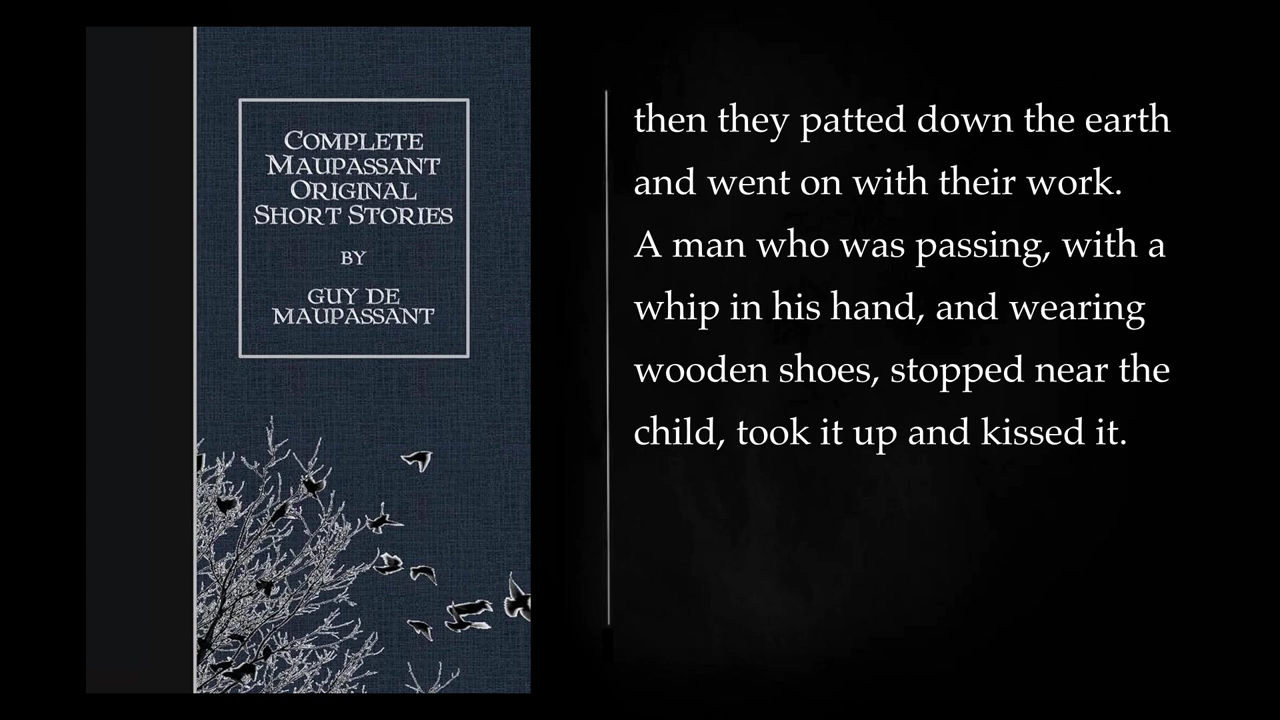 COMPLETE
MAUPASSANT
ORIGINAL
SHORT STORIES
BY
GUY DE
MAUPASSANT
then they patted down the earth
and went on with their work.
A man who was passing, with a
whip in his hand, and wearing
wooden shoes, stopped near the
child, took it up and kissed it.